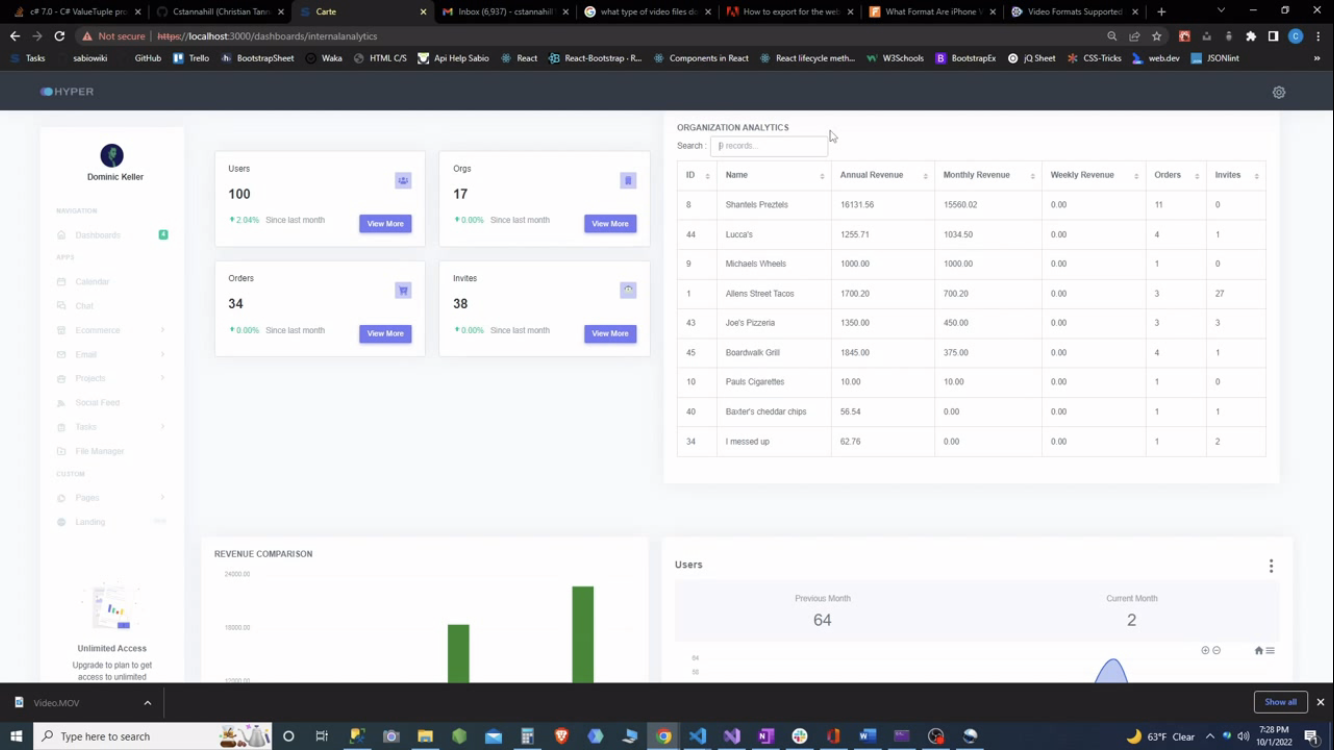 c# 7.0 - C# ValueTuple prop
Cstannahill (Christian Tann
Carte
Inbox (6,937) - cstannahill
what type of video files do
How to export for the web
What Format Are iPhone V
Video Formats Supported
Not secure | https://localhost:3000/dashboards/internalanalytics
Tasks
sabiowiki
GitHub
Trello
BootstrapSheet
Waka
HTML C/S
Api Help Sabio
React
React-Bootstrap · R...
Components in React
React lifecycle meth...
W3Schools
BootstrapEx
jQ Sheet
CSS-Tricks
web.dev
JSONlint
HYPER
Dominic Keller
NAVIGATION
Dashboards 4
APPS
Calendar
Chat
Ecommerce
Email
Projects
Social Feed
Tasks
File Manager
CUSTOM
Pages
Landing
Unlimited Access
Upgrade to plan to get
access to unlimited
Users
100
2.04% Since last month
View More
Orgs
17
0.00% Since last month
View More
Orders
34
0.00% Since last month
View More
Invites
38
0.00% Since last month
View More
ORGANIZATION ANALYTICS
Search : records...
ID Name Annual Revenue Monthly Revenue Weekly Revenue Orders Invites
8 Shantels Preztels 16131.56 15560.02 0.00 11 0
44 Lucca's 1255.71 1034.50 0.00 4 1
9 Michaels Wheels 1000.00 1000.00 0.00 1 0
1 Allens Street Tacos 1700.20 700.20 0.00 3 27
43 Joe's Pizzeria 1350.00 450.00 0.00 3 3
45 Boardwalk Grill 1845.00 375.00 0.00 4 1
10 Pauls Cigarettes 10.00 10.00 0.00 1 0
40 Baxter's cheddar chips 56.54 0.00 0.00 1 1
34 I messed up 62.76 0.00 0.00 1 2
REVENUE COMPARISON
24000.00
18000.00
Users
Previous Month
64
Current Month
2
64
Video.MOV
Show all
Type here to search
63°F Clear
7:28 PM
10/1/2022